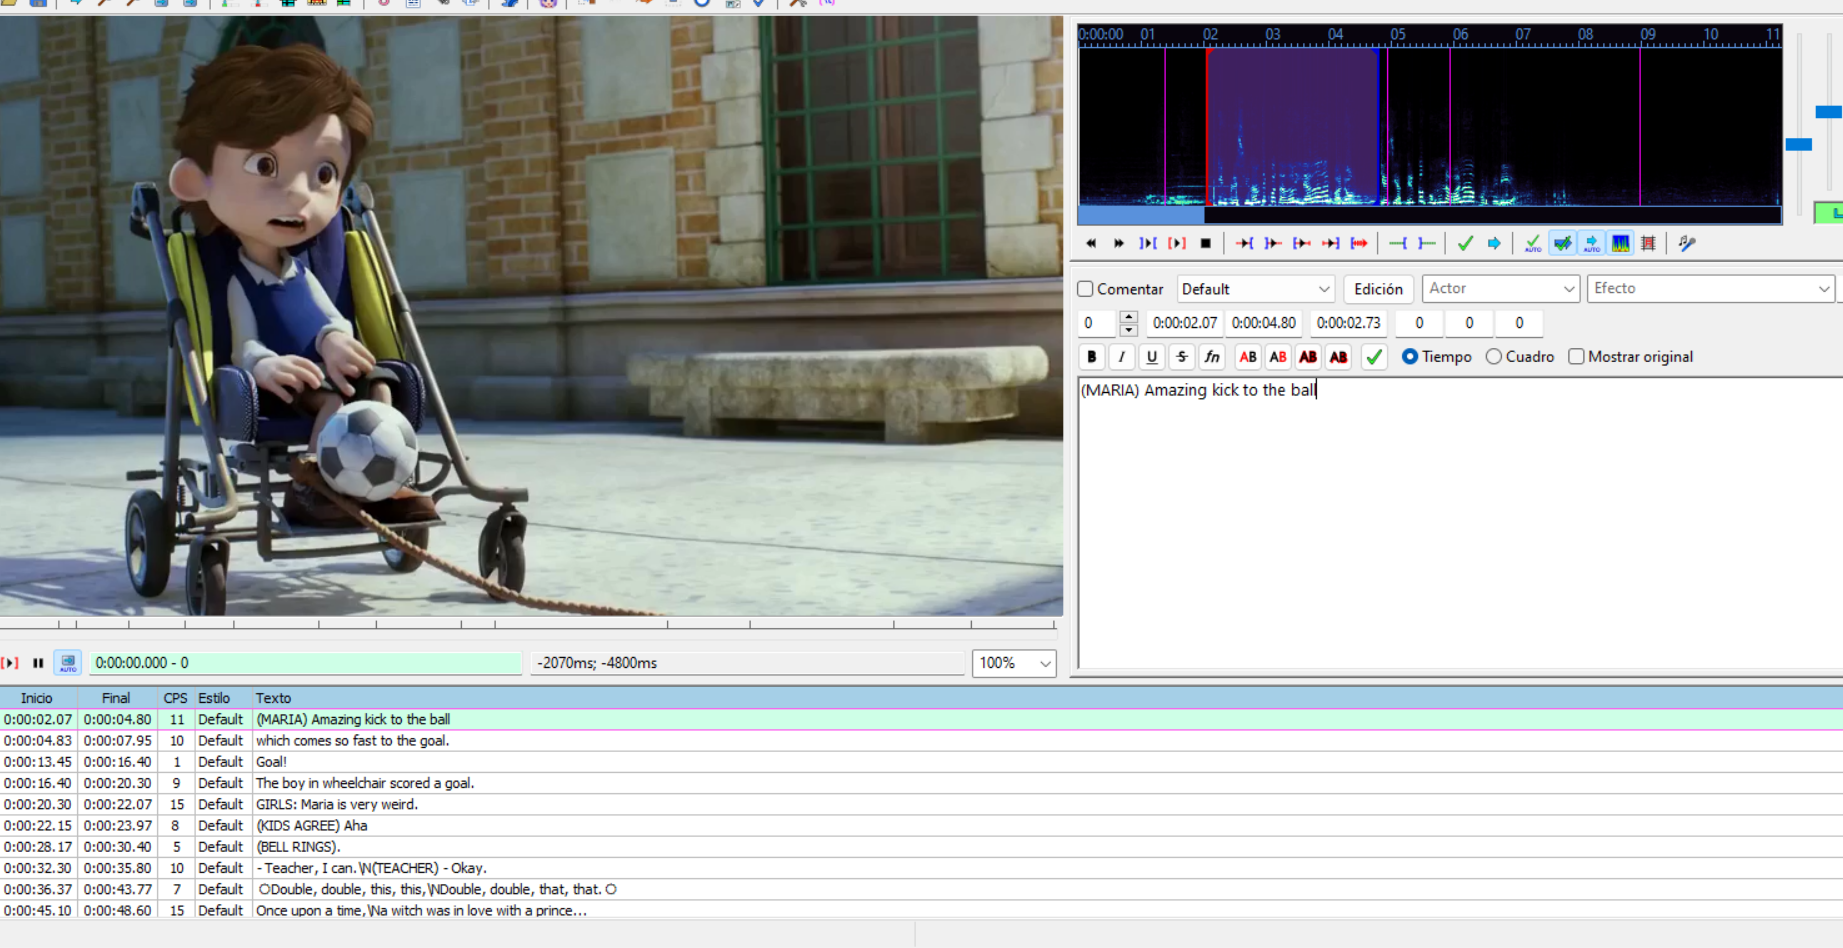 0:00:00 01 02 03 04 05 06 07 08 09 10 11
AUTO AUTO
Comentar Default Edición Actor Efecto
0 0:00:02.07 0:00:04.80 0:00:02.73 0 0 0
B I U S fn AB AB AB AB Tiempo Cuadro Mostrar original
(MARIA) Amazing kick to the ball
AUTO 0:00:00.000 - 0 -2070ms; -4800ms 100%
Inicio Final CPS Estilo Texto
0:00:02.07 0:00:04.80 11 Default (MARIA) Amazing kick to the ball
0:00:04.83 0:00:07.95 10 Default which comes so fast to the goal.
0:00:13.45 0:00:16.40 1 Default Goal!
0:00:16.40 0:00:20.30 9 Default The boy in wheelchair scored a goal.
0:00:20.30 0:00:22.07 15 Default GIRLS: Maria is very weird.
0:00:22.15 0:00:23.97 8 Default (KIDS AGREE) Aha
0:00:28.17 0:00:30.40 5 Default (BELL RINGS).
0:00:32.30 0:00:35.80 10 Default - Teacher, I can.\N(TEACHER) - Okay.
0:00:36.37 0:00:43.77 7 Default ○Double, double, this, this,\NDouble, double, that, that. ○
0:00:45.10 0:00:48.60 15 Default Once upon a time,\Na witch was in love with a prince...